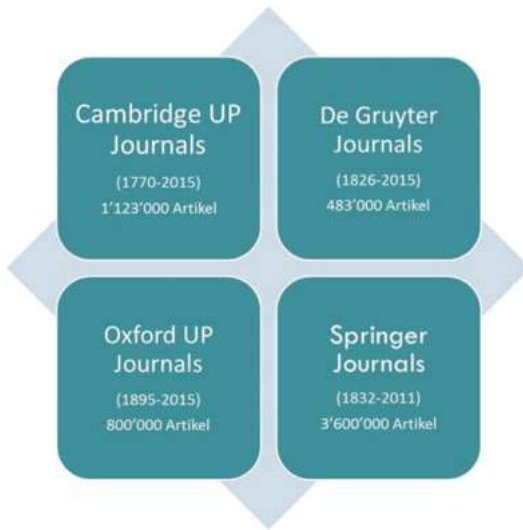 Cambridge UP
Journals
(1770-2015)
1'123'000 Artikel
De Gruyter
Journals
(1826-2015)
483'000 Artikel
Oxford UP
Journals
(1895-2015)
800'000 Artikel
Springer
Journals
(1832-2011)
3'600'000 Artikel